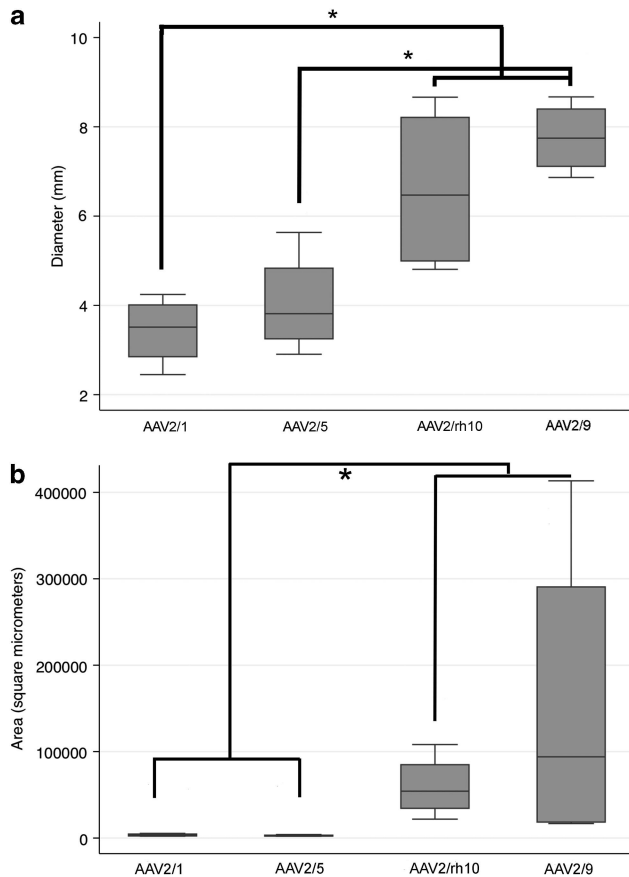 a
*
*
10
8
6
4
2
Diameter (mm)
AAV2/1 AAV2/5 AAV2/rh10 AAV2/9
b
*
400000
300000
200000
100000
0
Area (square micrometers)
AAV2/1 AAV2/5 AAV2/rh10 AAV2/9